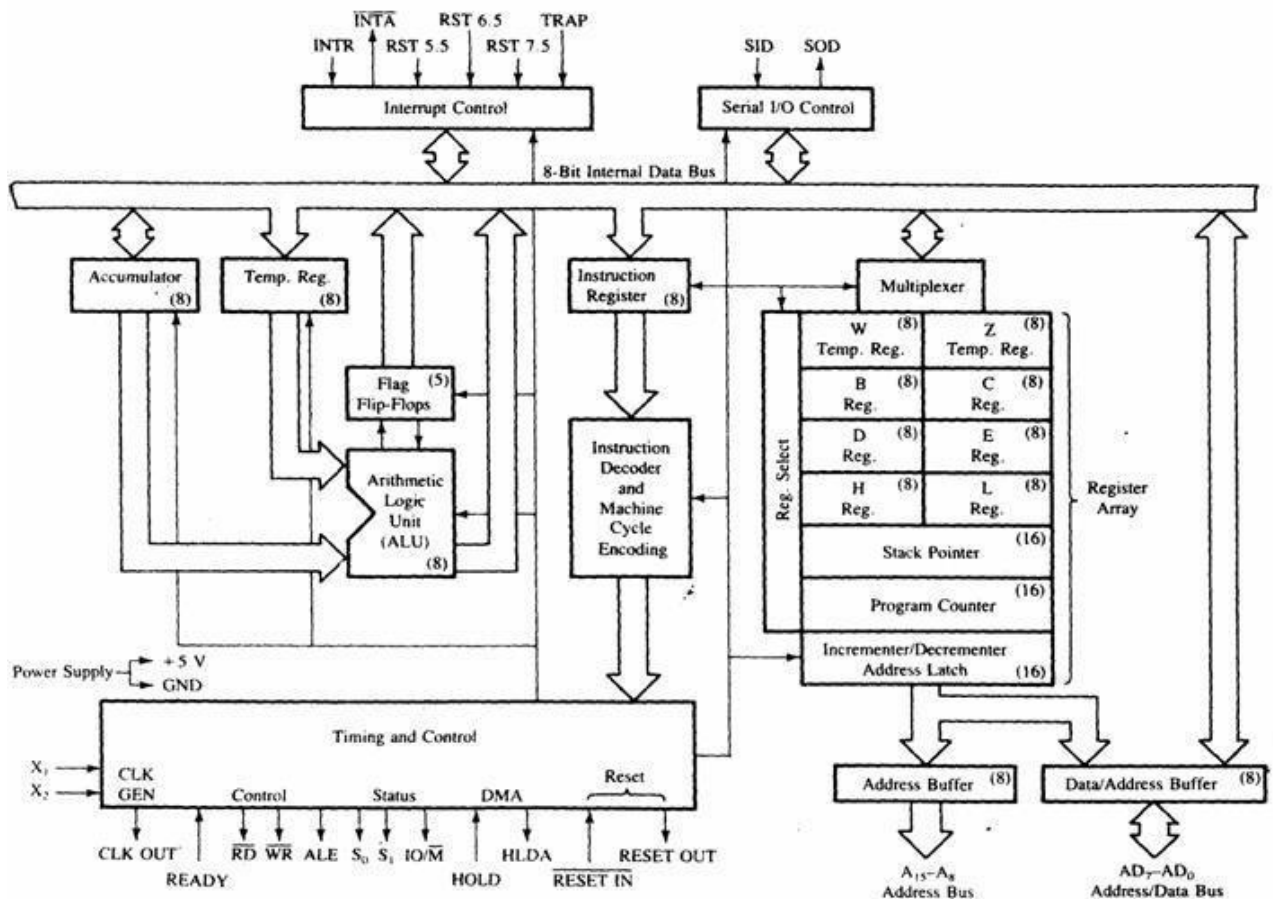 INTA RST 6.5 TRAP
INTR RST 5.5 RST 7.5
SID SOD
Interrupt Control
Serial I/O Control
8-Bit Internal Data Bus
Accumulator
(8)
Temp. Reg.
(8)
Instruction
Register (8)
Multiplexer
Flag (5)
Flip-Flops
Arithmetic
Logic
Unit
(ALU)
(8)
Instruction
Decoder
and
Machine
Cycle
Encoding
Reg. Select
W (8)
Temp. Reg.
Z (8)
Temp. Reg.
B (8)
Reg.
C (8)
Reg.
D (8)
Reg.
E (8)
Reg.
H (8)
Reg.
L (8)
Reg.
(16)
Stack Pointer
(16)
Program Counter
Incrementer/Decrementer
Address Latch (16)
Register
Array
Power Supply
+5 V
GND
Timing and Control
X₁
X₂
CLK
GEN
Control
Status
DMA
Reset
CLK OUT
READY
RD WR ALE S₀ S₁ IO/M
HOLD
HLDA
RESET IN
RESET OUT
Address Buffer (8)
Data/Address Buffer (8)
A₁₅–A₈
Address Bus
AD₇–AD₀
Address/Data Bus